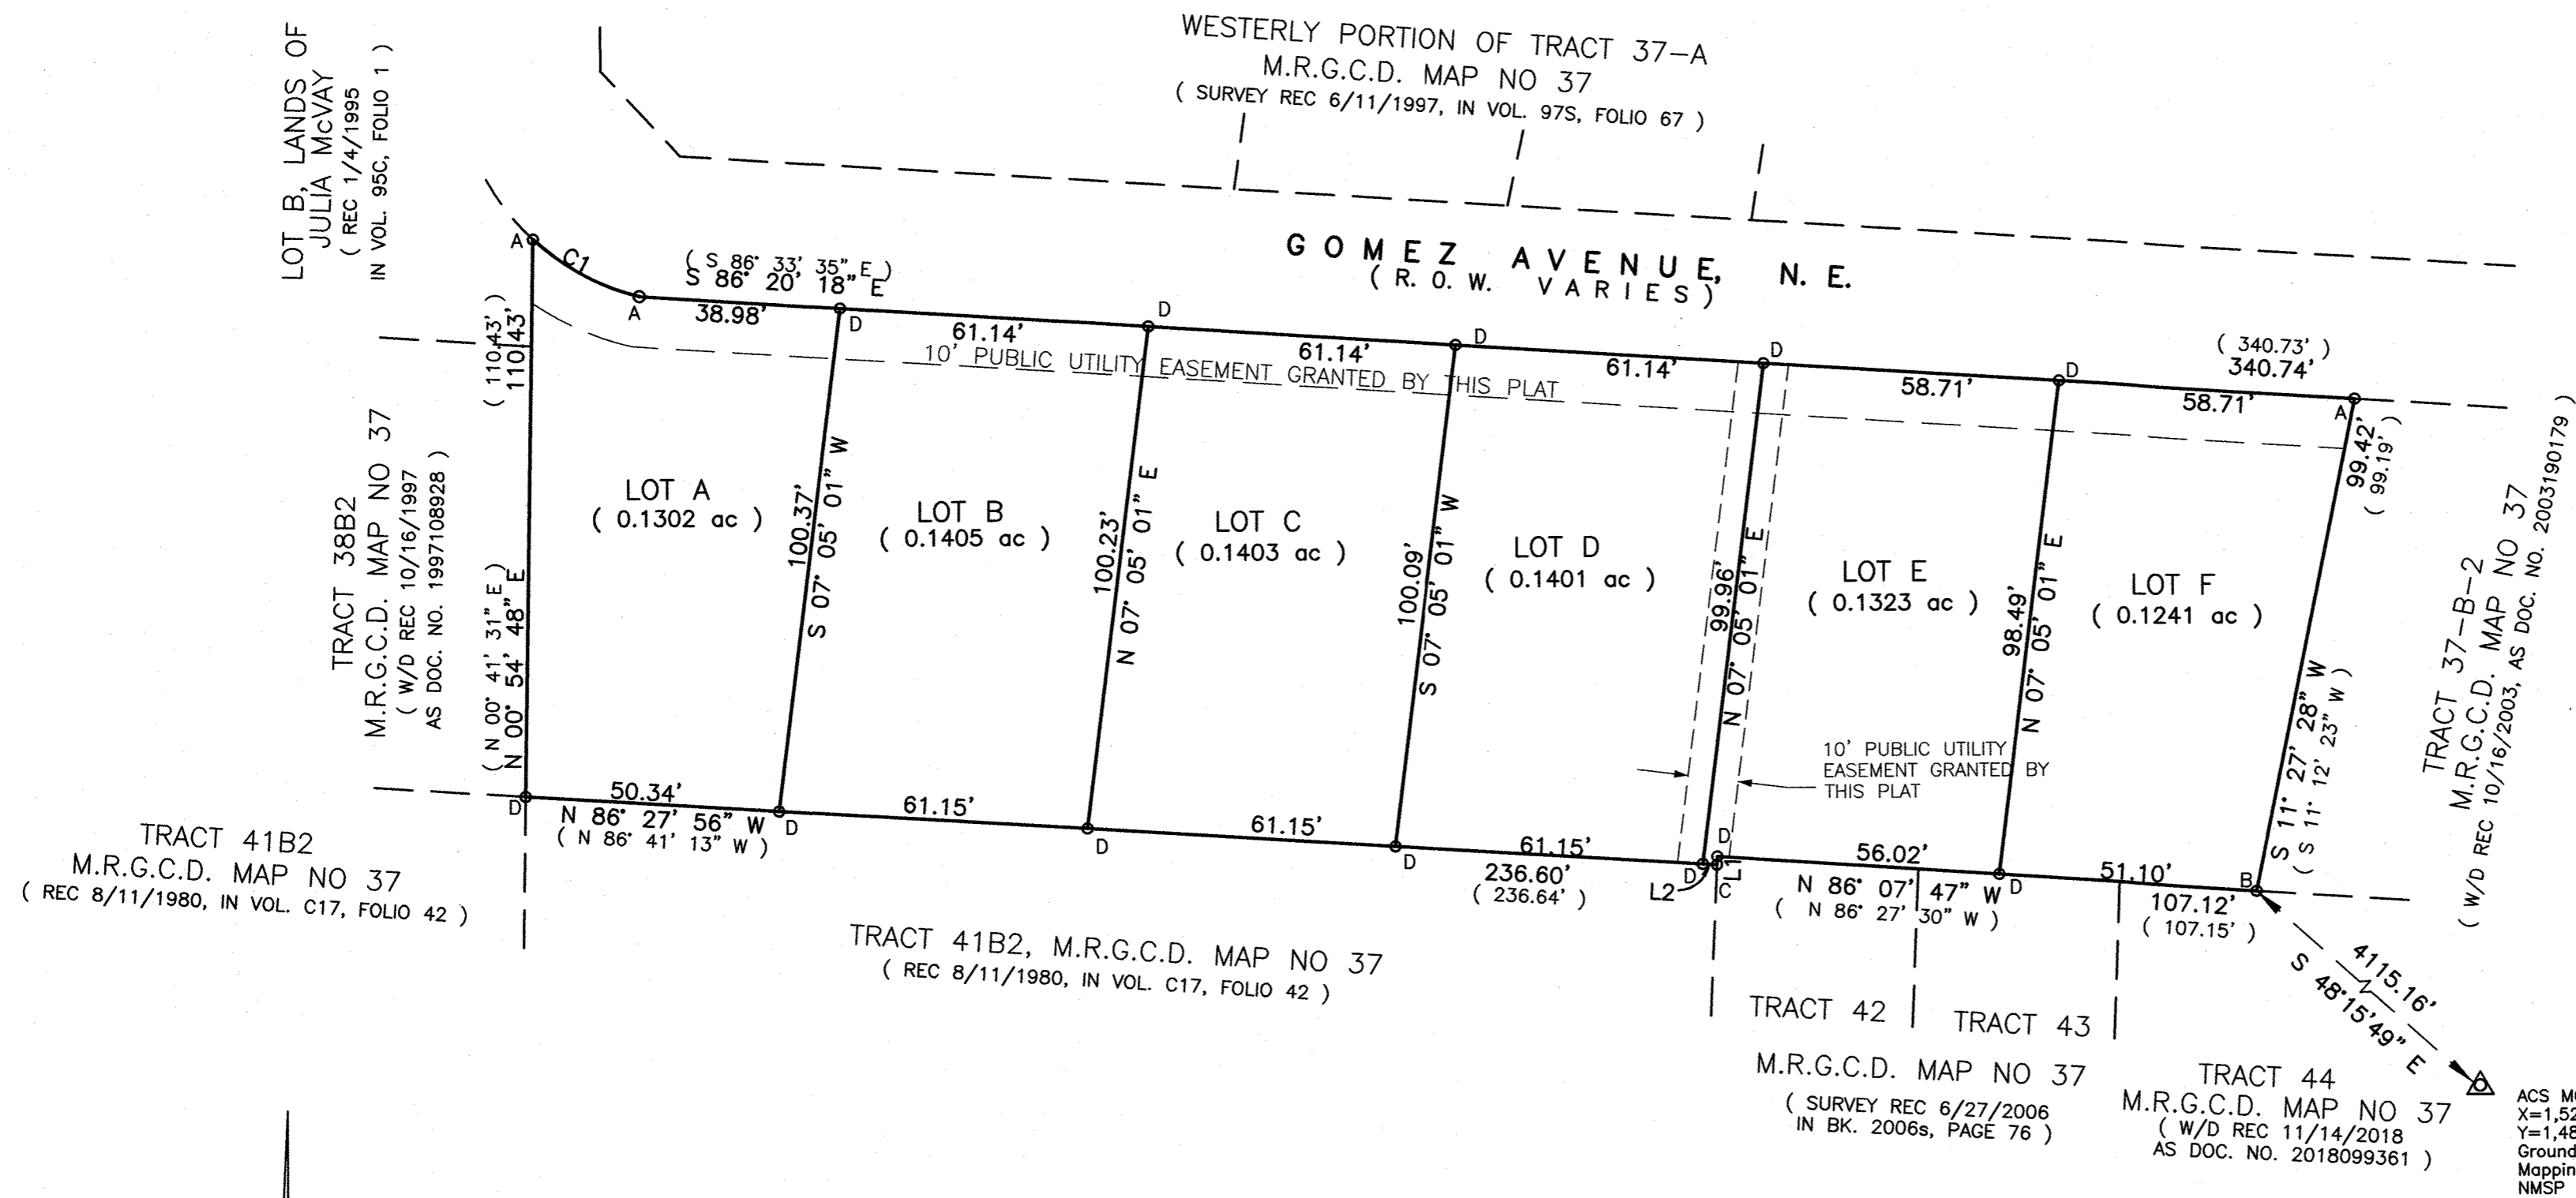 WESTERLY PORTION OF TRACT 37-A
M.R.G.C.D. MAP NO 37
( SURVEY REC 6/11/1997, IN VOL. 97S, FOLIO 67 )
LOT B, LANDS OF
JULIA McVAY
( REC 1/4/1995
IN VOL. 95C, FOLIO 1 )
GOMEZ AVENUE, N. E.
( R. O. W. VARIES )
A
C1
A
( S 86° 33' 35" E )
S 86° 20' 18" E
38.98'
D
61.14'
D
61.14'
D
61.14'
D
58.71'
D
( 340.73' )
340.74'
58.71'
A
10' PUBLIC UTILITY EASEMENT GRANTED BY THIS PLAT
( 110.43' )
110.43'
( N 00° 41' 31" E )
N 00° 54' 48" E
TRACT 38B2
M.R.G.C.D. MAP NO 37
( W/D REC 10/16/1997
AS DOC. NO. 1997108928 )
LOT A
( 0.1302 ac )
100.37'
S 07° 05' 01" W
LOT B
( 0.1405 ac )
100.23'
N 07° 05' 01" E
LOT C
( 0.1403 ac )
100.09'
S 07° 05' 01" W
LOT D
( 0.1401 ac )
99.96'
N 07° 05' 01" E
LOT E
( 0.1323 ac )
98.49'
N 07° 05' 01" E
LOT F
( 0.1241 ac )
99.42'
( 99.19' )
S 11° 27' 28" W
( S 11° 12' 23" W )
TRACT 37-B-2
M.R.G.C.D. MAP NO 37
( W/D REC 10/16/2003, AS DOC. NO. 2003190179 )
10' PUBLIC UTILITY
EASEMENT GRANTED BY
THIS PLAT
D
50.34'
N 86° 27' 56" W
( N 86° 41' 13" W )
D
61.15'
D
61.15'
D
61.15'
236.60'
( 236.64' )
D
L2
D
L1
C
56.02'
N 86° 07' 47" W
( N 86° 27' 30" W )
D
51.10'
107.12'
( 107.15' )
B
4115.16'
S 48°15'49" E
TRACT 41B2
M.R.G.C.D. MAP NO 37
( REC 8/11/1980, IN VOL. C17, FOLIO 42 )
TRACT 41B2, M.R.G.C.D. MAP NO 37
( REC 8/11/1980, IN VOL. C17, FOLIO 42 )
TRACT 42
TRACT 43
M.R.G.C.D. MAP NO 37
( SURVEY REC 6/27/2006
IN BK. 2006s, PAGE 76 )
TRACT 44
M.R.G.C.D. MAP NO 37
( W/D REC 11/14/2018
AS DOC. NO. 2018099361 )
ACS
X=1,52
Y=1,48
Ground
Mappin
NMSP